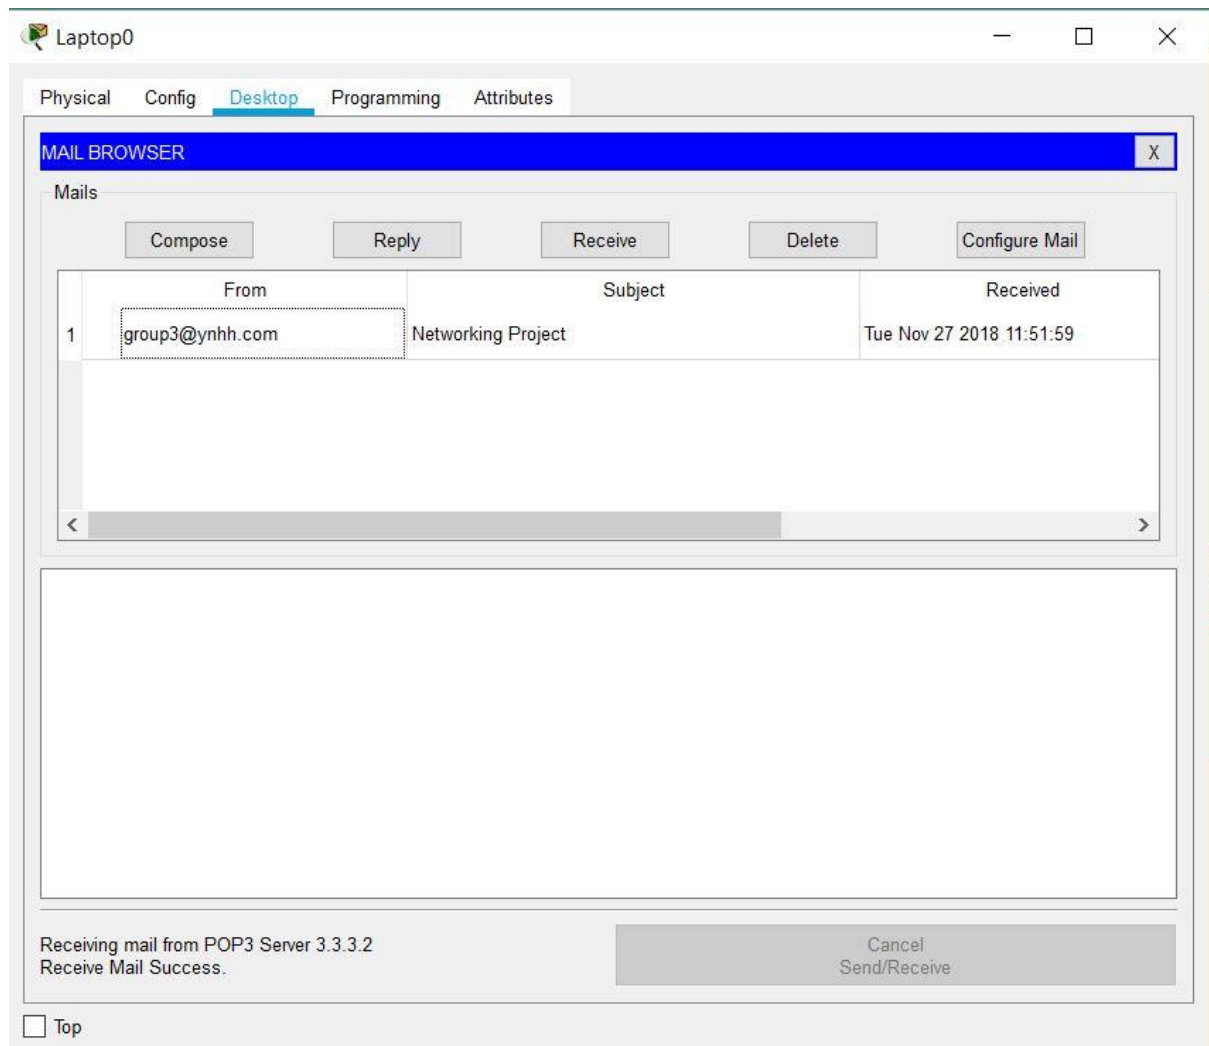 Laptop0
Physical Config Desktop Programming Attributes
MAIL BROWSER X
Mails
Compose Reply Receive Delete Configure Mail
From Subject Received
1 group3@ynhh.com Networking Project Tue Nov 27 2018 11:51:59
Receiving mail from POP3 Server 3.3.3.2
Receive Mail Success.
Cancel
Send/Receive
Top